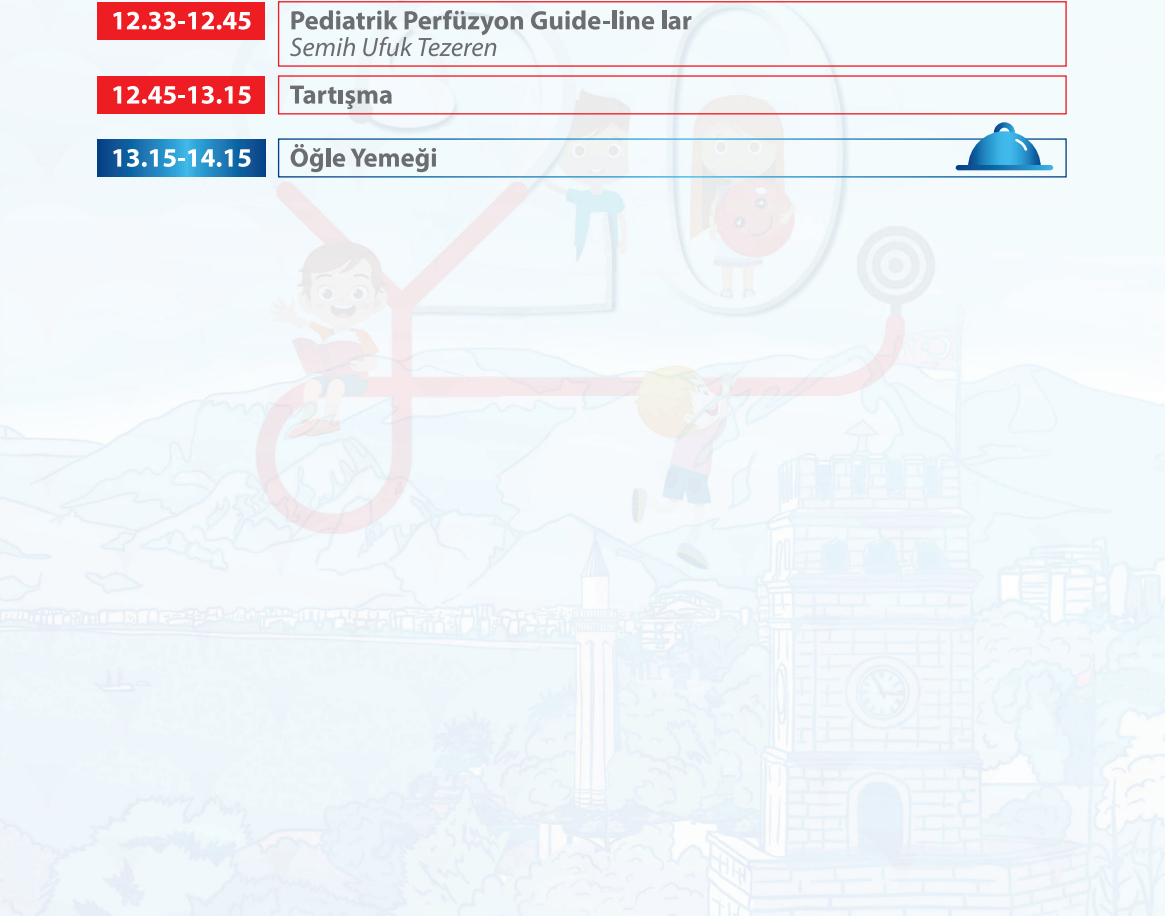 12.33-12.45 Pediatrik Perfüzyon Guide-line lar
Semih Ufuk Tezeren
12.45-13.15 Tartışma
13.15-14.15 Öğle Yemeği